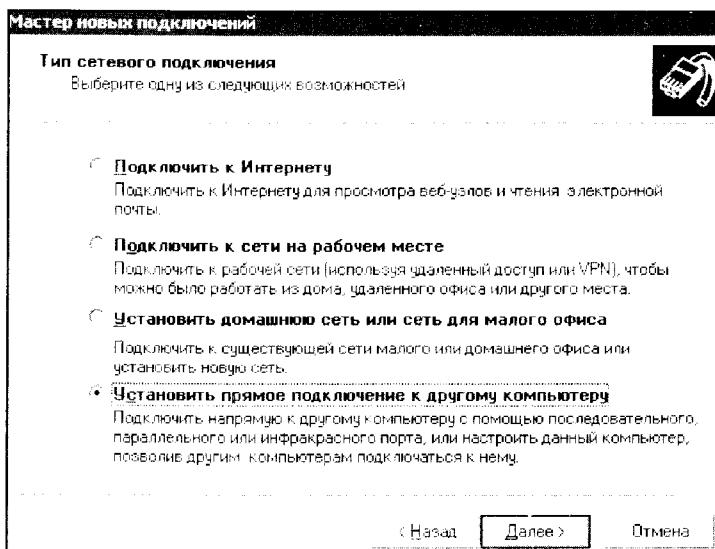 Мастер новых подключений
Тип сетевого подключения
Выберите одну из следующих возможностей
Подключить к Интернету
Подключить к Интернету для просмотра веб-узлов и чтения электронной
почты.
Подключить к сети на рабочем месте
Подключить к рабочей сети (используя удаленный доступ или VPN), чтобы
можно было работать из дома, удаленного офиса или другого места.
Установить домашнюю сеть или сеть для малого офиса
Подключить к существующей сети малого или домашнего офиса или
установить новую сеть.
Установить прямое подключение к другому компьютеру
Подключить напрямую к другому компьютеру с помощью последовательного,
параллельного или инфракрасного порта, или настроить данный компьютер,
позволив другим компьютерам подключаться к нему.
< Назад Далее > Отмена